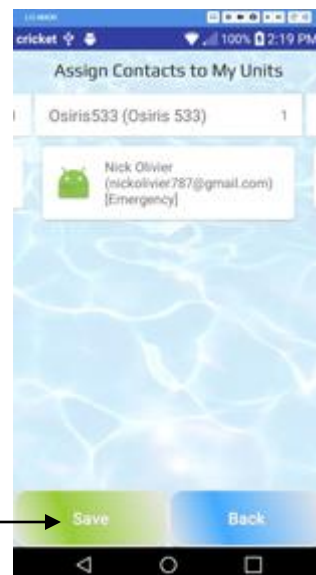 cricket 100% 2:19 PM
Assign Contacts to My Units
Osiris533 (Osiris 533) 1
Nick Olivier
(nickolivier787@gmail.com)
[Emergency]
Save Back